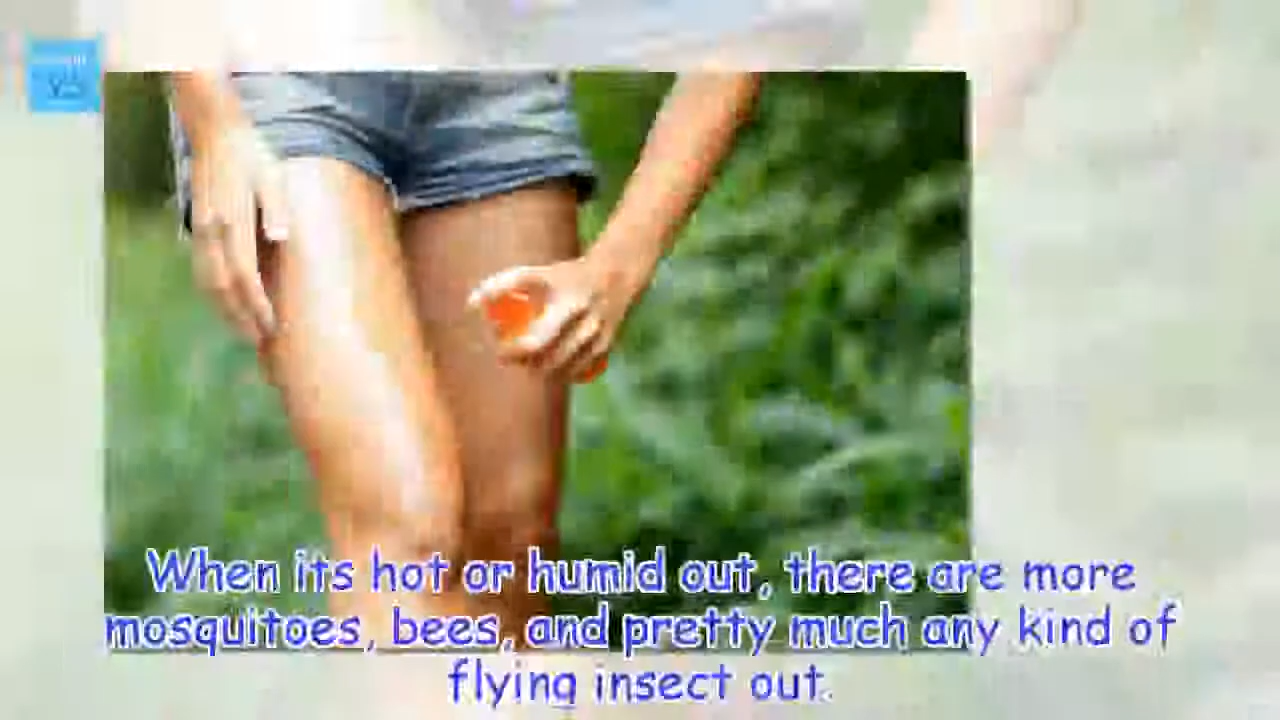 When its hot or humid out, there are more
mosquitoes, bees, and pretty much any kind of
flying insect out.